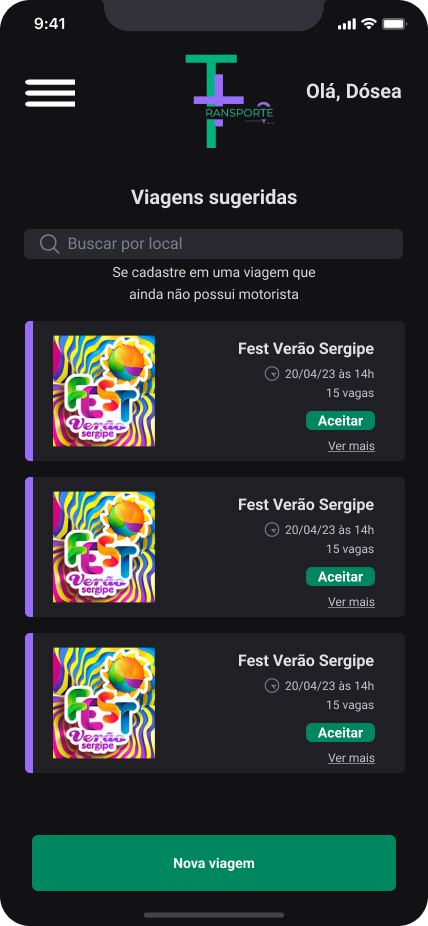 9:41
RANSPORTE
Olá, Dósea
Viagens sugeridas
Buscar por local
Se cadastre em uma viagem que
ainda não possui motorista
FEST
Verão
sergipe
Fest Verão Sergipe
20/04/23 às 14h
15 vagas
Aceitar
Ver mais
FEST
Verão
sergipe
Fest Verão Sergipe
20/04/23 às 14h
15 vagas
Aceitar
Ver mais
FEST
Verão
sergipe
Fest Verão Sergipe
20/04/23 às 14h
15 vagas
Aceitar
Ver mais
Nova viagem